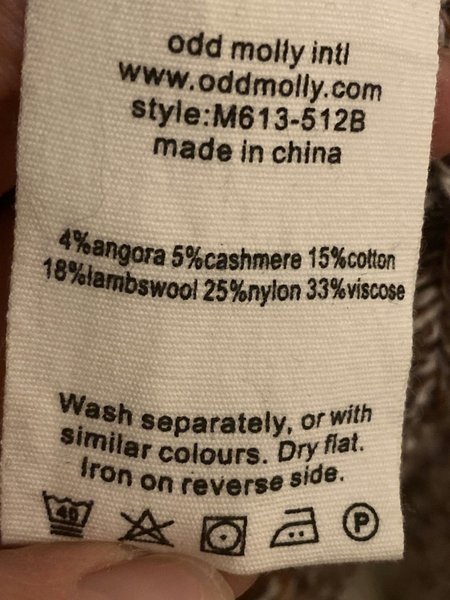 odd molly intl
www.oddmolly.com
style:M613-512B
made in china
4%angora 5%cashmere 15%cotton
18%lambswool 25%nylon 33%viscose
Wash separately, or with
similar colours. Dry flat.
Iron on reverse side.
40 P